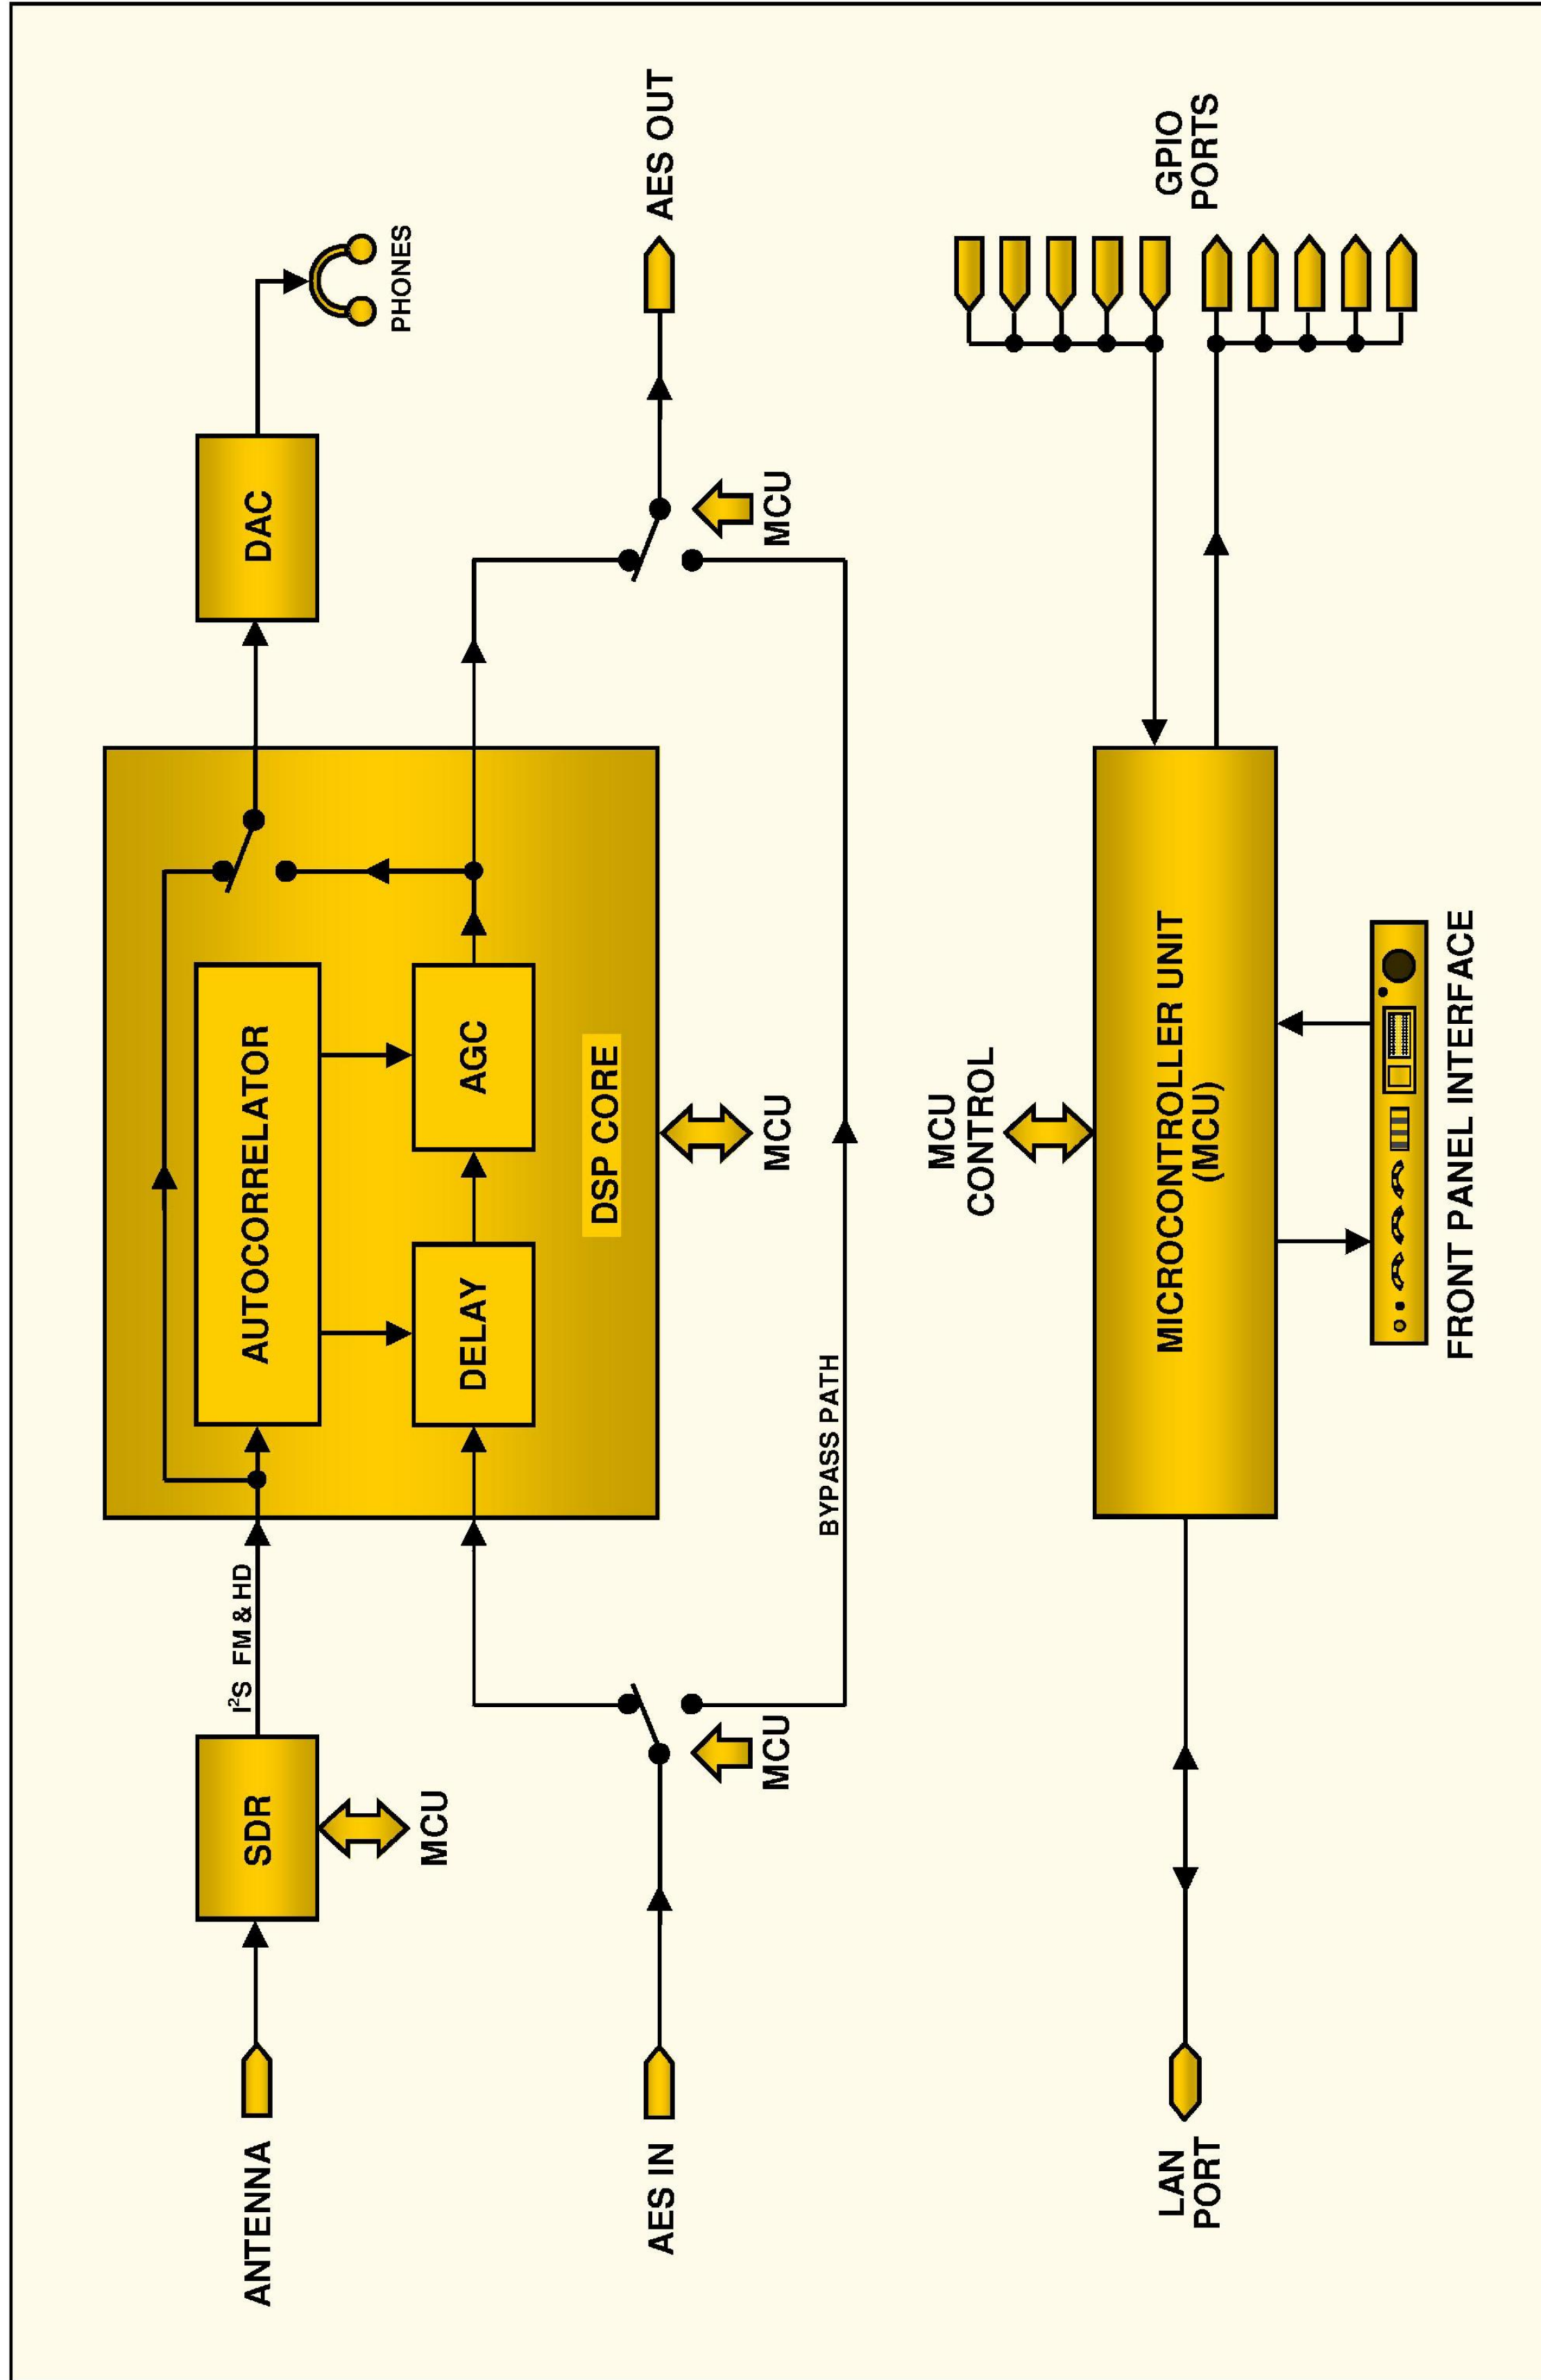 ANTENNA
SDR
MCU
I²S FM & HD
AUTOCORRELATOR
DELAY
AGC
DSP CORE
MCU
DAC
PHONES
AES IN
MCU
BYPASS PATH
MCU
AES OUT
LAN
PORT
MCU
CONTROL
MICROCONTROLLER UNIT
(MCU)
FRONT PANEL INTERFACE
GPIO
PORTS